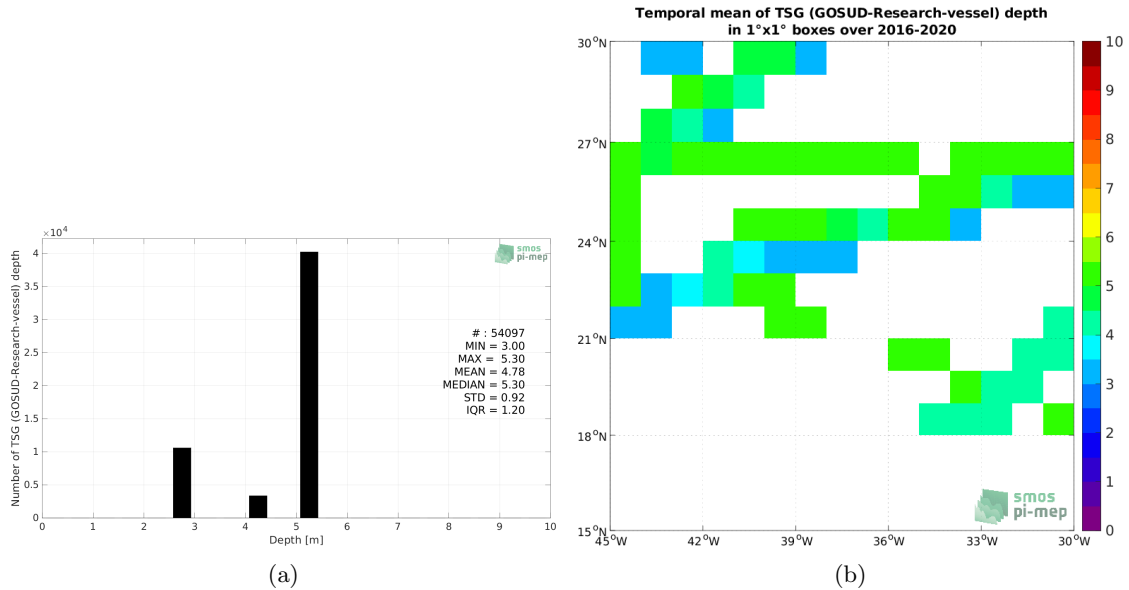 ×10⁴
4
3.5
3
2.5
2
1.5
1
0.5
0
Number of TSG (GOSUD-Research-vessel) depth
smos
pi-mep
# : 54097
MIN = 3.00
MAX = 5.30
MEAN = 4.78
MEDIAN = 5.30
STD = 0.92
IQR = 1.20
0 1 2 3 4 5 6 7 8 9 10
Depth [m]
(a)
Temporal mean of TSG (GOSUD-Research-vessel) depth
in 1°x1° boxes over 2016-2020
30°N
27°N
24°N
21°N
18°N
15°N
45°W 42°W 39°W 36°W 33°W 30°W
smos
pi-mep
10
9
8
7
6
5
4
3
2
1
0
(b)